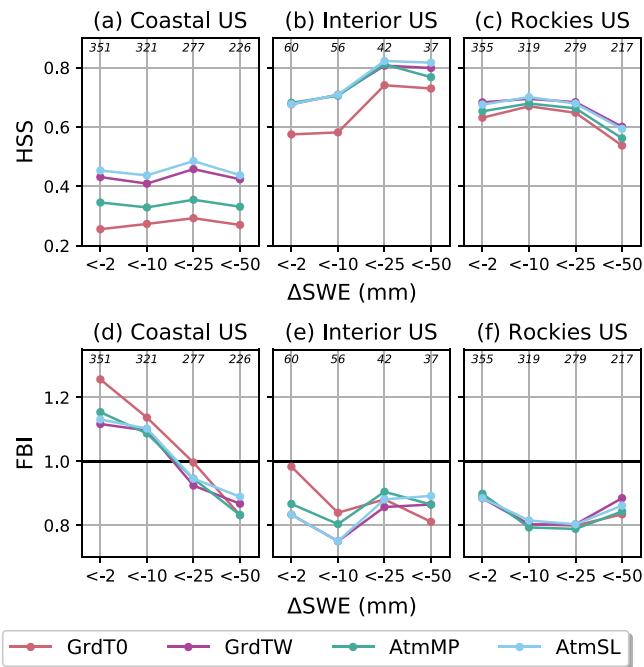 (a) Coastal US (b) Interior US (c) Rockies US
351 321 277 226 60 56 42 37 355 319 279 217
0.8
0.6
0.4
0.2
HSS
<-2 <-10 <-25 <-50 <-2 <-10 <-25 <-50 <-2 <-10 <-25 <-50
ΔSWE (mm)
(d) Coastal US (e) Interior US (f) Rockies US
351 321 277 226 60 56 42 37 355 319 279 217
1.2
1.0
0.8
FBI
<-2 <-10 <-25 <-50 <-2 <-10 <-25 <-50 <-2 <-10 <-25 <-50
ΔSWE (mm)
GrdT0 GrdTW AtmMP AtmSL